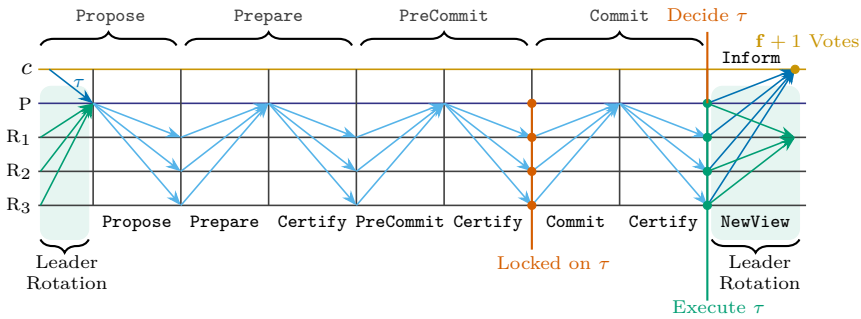 Propose Prepare PreCommit Commit Decide τ
f + 1 Votes
Inform
c
τ
P
R1
R2
R3
Propose Prepare Certify PreCommit Certify Commit Certify NewView
Leader Rotation
Locked on τ
Leader Rotation
Execute τ